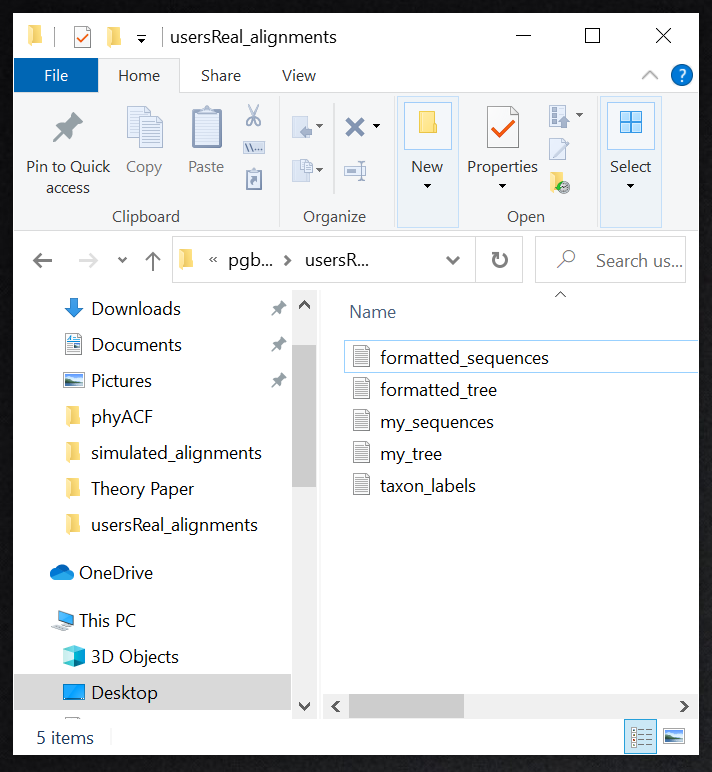 usersReal_alignments
File Home Share View
Pin to Quick access
Copy
Paste
Clipboard
Organize
New
Properties
Open
Select
« pgb... usersR...
Search us...
Downloads
Documents
Pictures
phyACF
simulated_alignments
Theory Paper
usersReal_alignments
OneDrive
This PC
3D Objects
Desktop
Name
formatted_sequences
formatted_tree
my_sequences
my_tree
taxon_labels
5 items